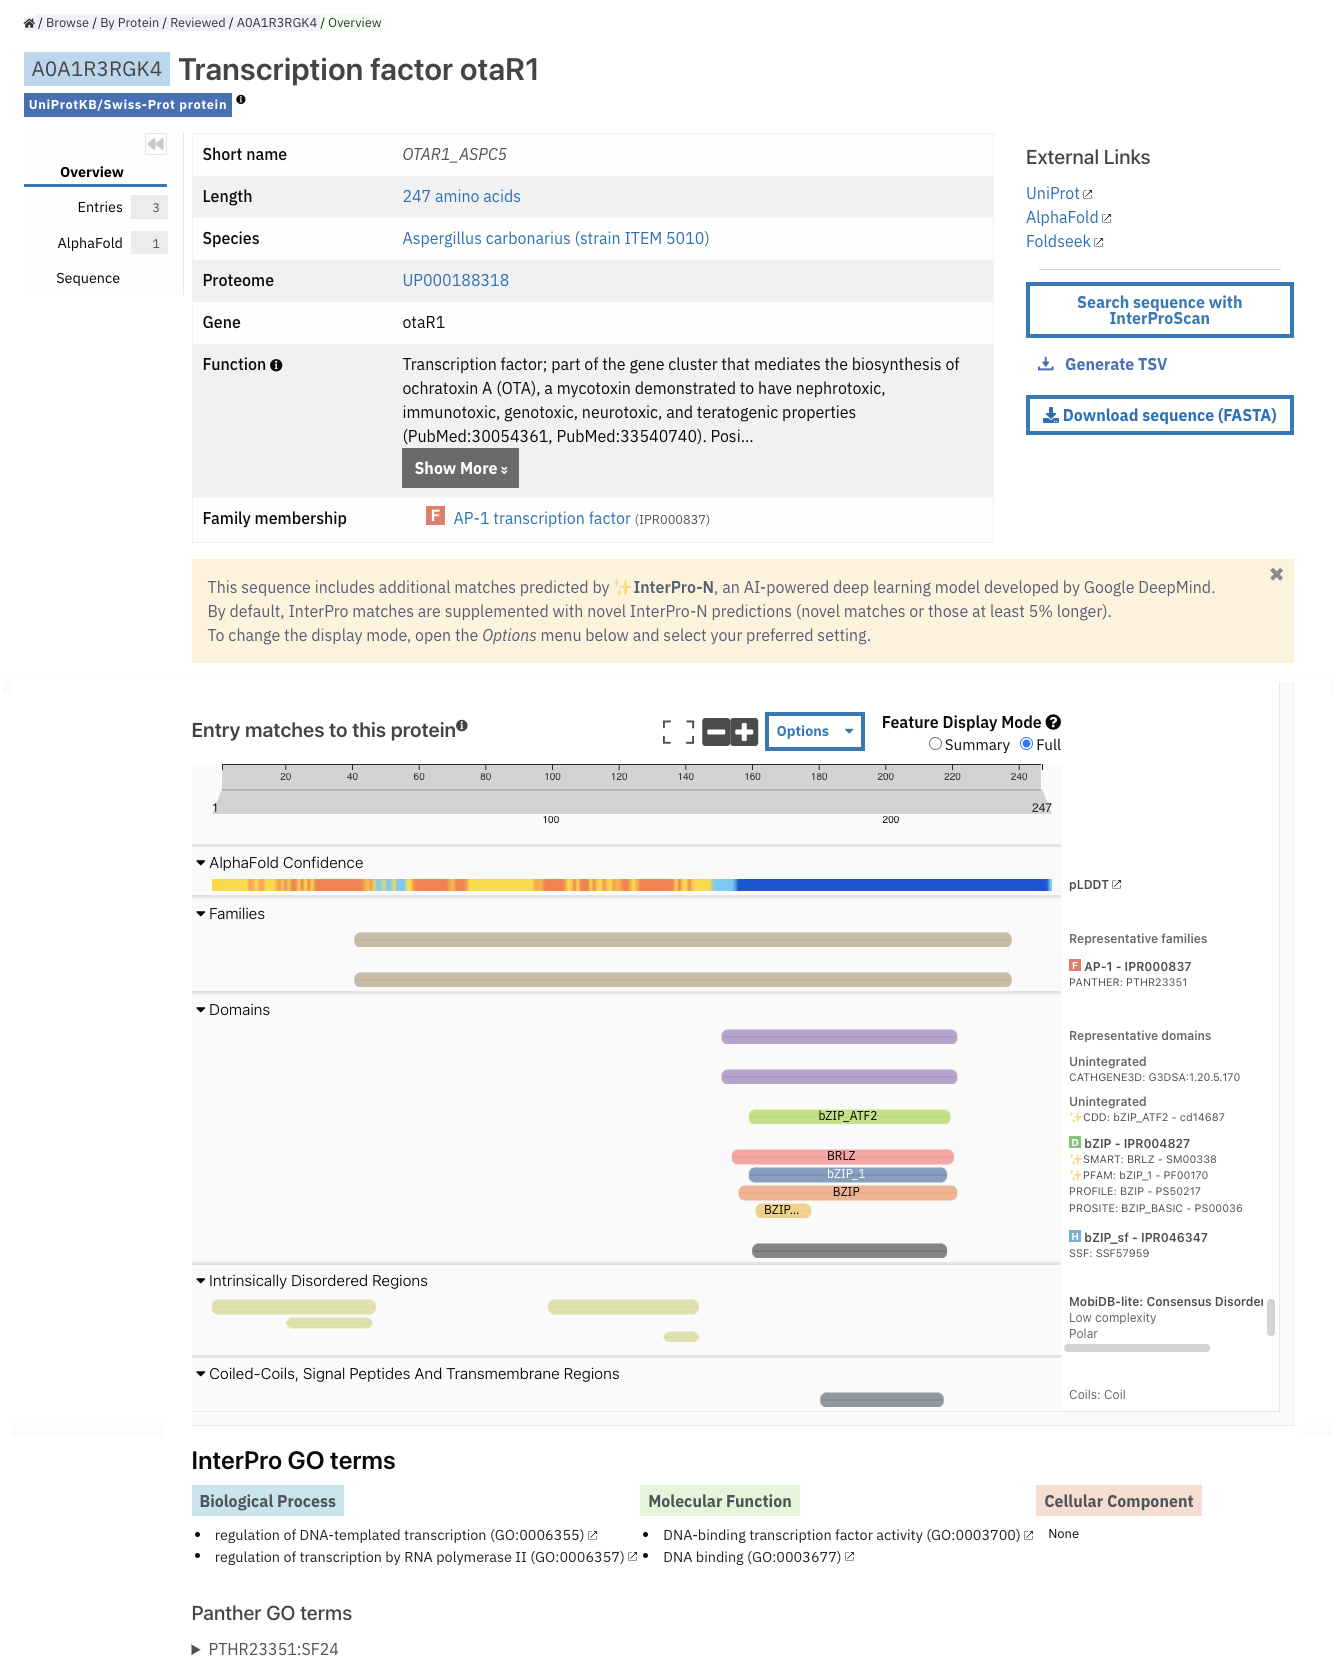 / Browse / By Protein / Reviewed / A0A1R3RGK4 / Overview
A0A1R3RGK4 Transcription factor otaR1
UniProtKB/Swiss-Prot protein
Overview
Entries 3
AlphaFold 1
Sequence
Short name OTAR1_ASPC5
Length 247 amino acids
Species Aspergillus carbonarius (strain ITEM 5010)
Proteome UP000188318
Gene otaR1
Function Transcription factor; part of the gene cluster that mediates the biosynthesis of
ochratoxin A (OTA), a mycotoxin demonstrated to have nephrotoxic,
immunotoxic, genotoxic, neurotoxic, and teratogenic properties
(PubMed:30054361, PubMed:33540740). Posi...
Show More
Family membership F AP-1 transcription factor (IPR000837)
External Links
UniProt
AlphaFold
Foldseek
Search sequence with
InterProScan
Generate TSV
Download sequence (FASTA)
This sequence includes additional matches predicted by ✨InterPro-N, an AI-powered deep learning model developed by Google DeepMind.
By default, InterPro matches are supplemented with novel InterPro-N predictions (novel matches or those at least 5% longer).
To change the display mode, open the Options menu below and select your preferred setting.
Entry matches to this protein
Options
Feature Display Mode
Summary Full
20 40 60 80 100 120 140 160 180 200 220 240
1 247
100 200
AlphaFold Confidence
pLDDT
Families
Representative families
F AP-1 - IPR000837
PANTHER: PTHR23351
Domains
Representative domains
Unintegrated
CATHGENE3D: G3DSA:1.20.5.170
Unintegrated
bZIP_ATF2 ✨CDD: bZIP_ATF2 - cd14687
D bZIP - IPR004827
BRLZ ✨SMART: BRLZ - SM00338
bZIP_1 ✨PFAM: bZIP_1 - PF00170
BZIP PROFILE: BZIP - PS50217
BZIP... PROSITE: BZIP_BASIC - PS00036
H bZIP_sf - IPR046347
SSF: SSF57959
Intrinsically Disordered Regions
MobiDB-lite: Consensus Disorder
Low complexity
Polar
Coiled-Coils, Signal Peptides And Transmembrane Regions
Coils: Coil
InterPro GO terms
Biological Process
regulation of DNA-templated transcription (GO:0006355)
regulation of transcription by RNA polymerase II (GO:0006357)
Molecular Function
DNA-binding transcription factor activity (GO:0003700)
DNA binding (GO:0003677)
Cellular Component
None
Panther GO terms
PTHR23351:SF24